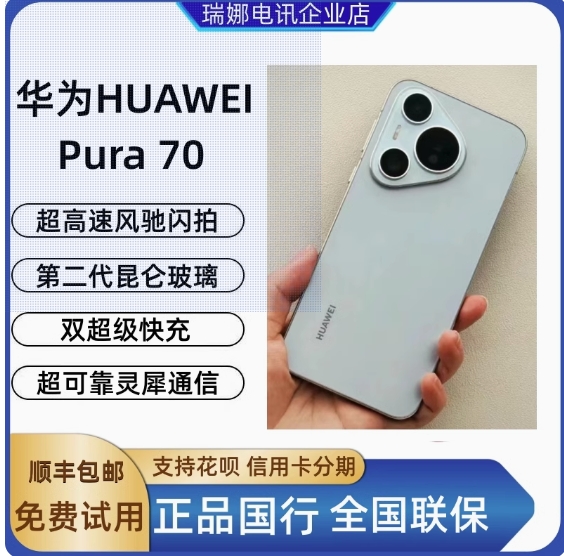 瑞娜电讯企业店
华为HUAWEI
Pura 70
超高速风驰闪拍
第二代昆仑玻璃
双超级快充
超可靠灵犀通信
HUAWEI
支持花呗 信用卡分期
顺丰包邮
免费试用
正品国行 全国联保